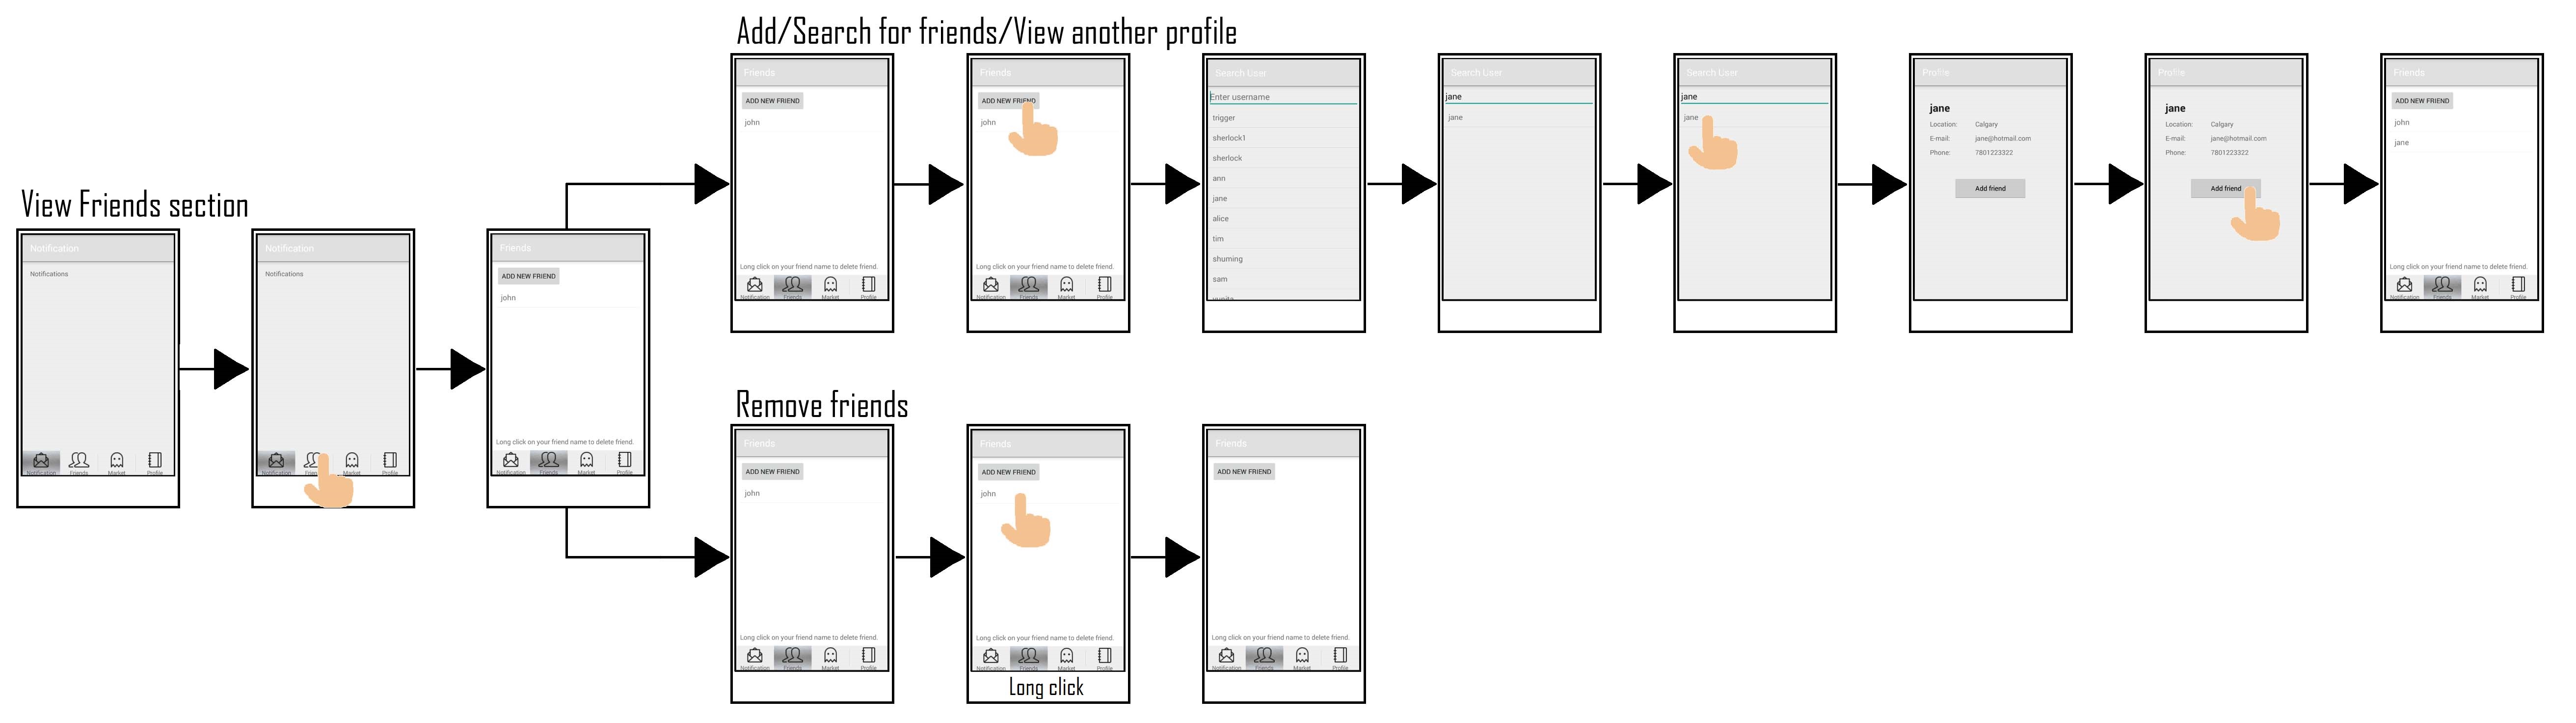 Add/Search for friends/View another profile
View Friends section
Notification
Notifications
Notification Friends Market Profile
Notification
Notifications
Notification Market Profile
Friends
ADD NEW FRIEND
john
Long click on your friend name to delete friend.
Notification Friends Market Profile
Friends
ADD NEW FRIEND
john
Long click on your friend name to delete friend.
Notification Friends Market Profile
Friends
ADD NEW FRIEND
john
Long click on your friend name to delete friend.
Notification Friends Market Profile
Search User
Enter username
trigger
sherlock1
sherlock
ann
jane
alice
tim
shuming
sam
Search User
jane
jane
Search User
jane
jane
Profile
jane
Location: Calgary
E-mail: jane@hotmail.com
Phone: 7801223322
Add friend
Profile
jane
Location: Calgary
E-mail: jane@hotmail.com
Phone: 7801223322
Add friend
Friends
ADD NEW FRIEND
john
jane
Long click on your friend name to delete friend.
Notification Friends Market Profile
Remove friends
Friends
ADD NEW FRIEND
john
Long click on your friend name to delete friend.
Notification Friends Market Profile
Friends
ADD NEW FRIEND
john
Long click on your friend name to delete friend.
Notification Friends Market Profile
Long click
Friends
ADD NEW FRIEND
Long click on your friend name to delete friend.
Notification Friends Market Profile